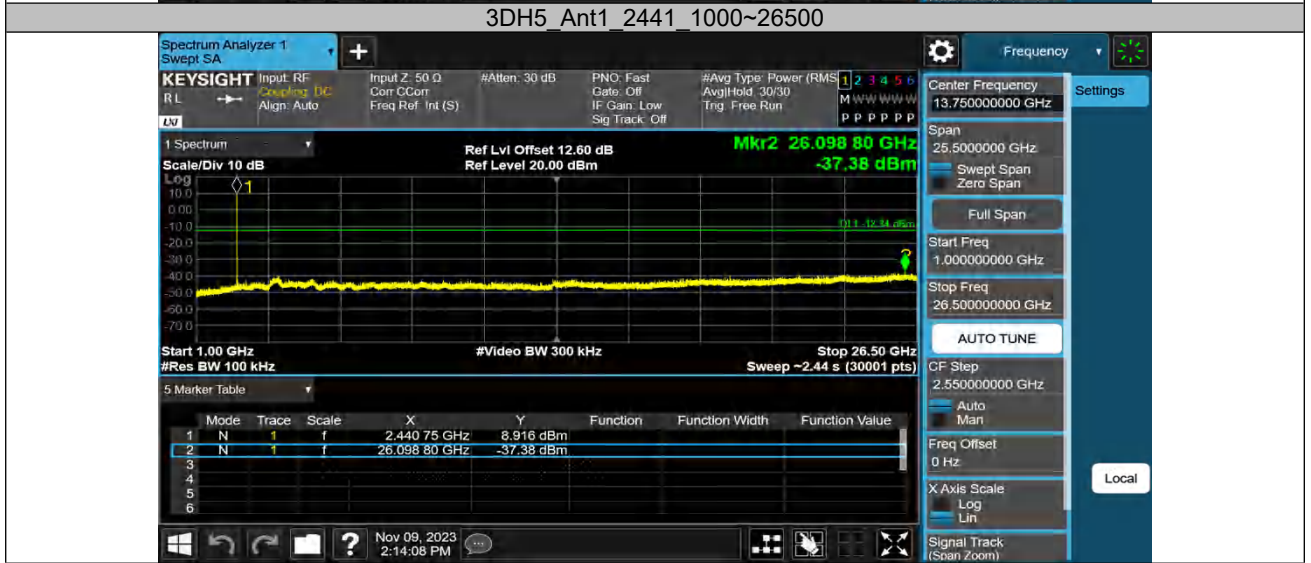 3DH5_Ant1_2441_1000~26500
Spectrum Analyzer 1
Swept SA
Frequency
KEYSIGHT
RL
LXI
Input: RF
Coupling: DC
Align: Auto
Input Z: 50 Ω
Corr CCorr
Freq Ref: Int (S)
#Atten: 30 dB
PNO: Fast
Gate: Off
IF Gain: Low
Sig Track: Off
#Avg Type: Power (RMS
Avg|Hold: 30/30
Trig: Free Run
1 2 3 4 5 6
M W W W W W
P P P P P P
1 Spectrum
Scale/Div 10 dB
Ref Lvl Offset 12.60 dB
Ref Level 20.00 dBm
Mkr2 26.098 80 GHz
-37.38 dBm
Log
10.0
0.00
-10.0
-20.0
-30.0
-40.0
-50.0
-60.0
-70.0
1
2
Start 1.00 GHz
#Res BW 100 kHz
#Video BW 300 kHz
Stop 26.50 GHz
Sweep ~2.44 s (30001 pts)
5 Marker Table
Mode Trace Scale X Y Function Function Width Function Value
1 N 1 f 2.440 75 GHz 8.916 dBm
2 N 1 f 26.098 80 GHz -37.38 dBm
3
4
5
6
Nov 09, 2023
2:14:08 PM
Center Frequency
13.750000000 GHz
Settings
Span
25.5000000 GHz
Swept Span
Zero Span
Full Span
Start Freq
1.000000000 GHz
Stop Freq
26.500000000 GHz
AUTO TUNE
CF Step
2.550000000 GHz
Auto
Man
Freq Offset
0 Hz
X Axis Scale
Log
Lin
Local
Signal Track
(Span Zoom)